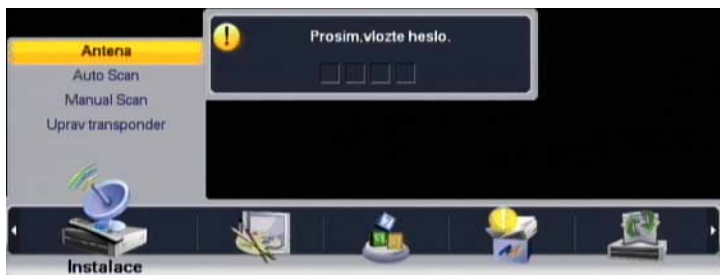 Prosim,vlozte heslo.
Antena
Auto Scan
Manual Scan
Uprav transponder
Instalace